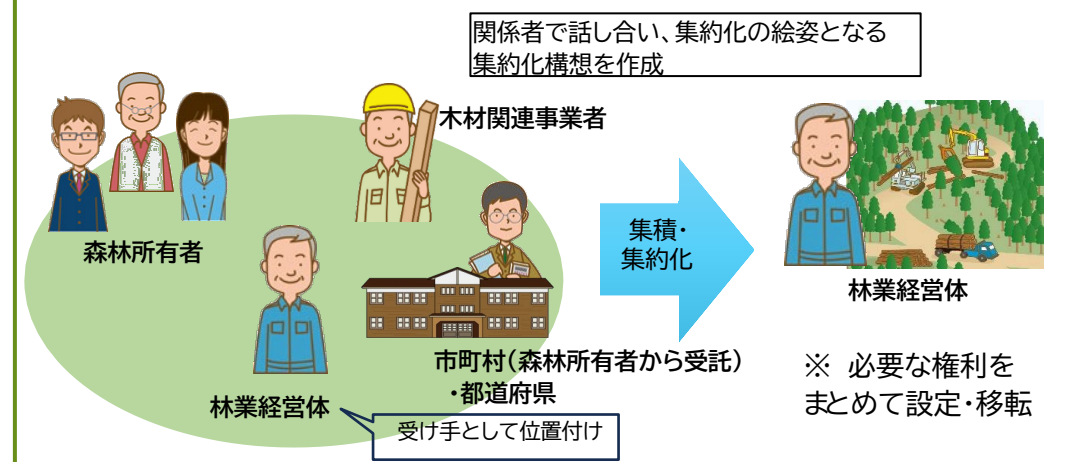 関係者で話し合い、集約化の絵姿となる
集約化構想を作成
木材関連事業者
森林所有者
集積・
集約化
林業経営体
市町村（森林所有者から受託）
・都道府県
林業経営体
受け手として位置付け
※ 必要な権利を
まとめて設定・移転